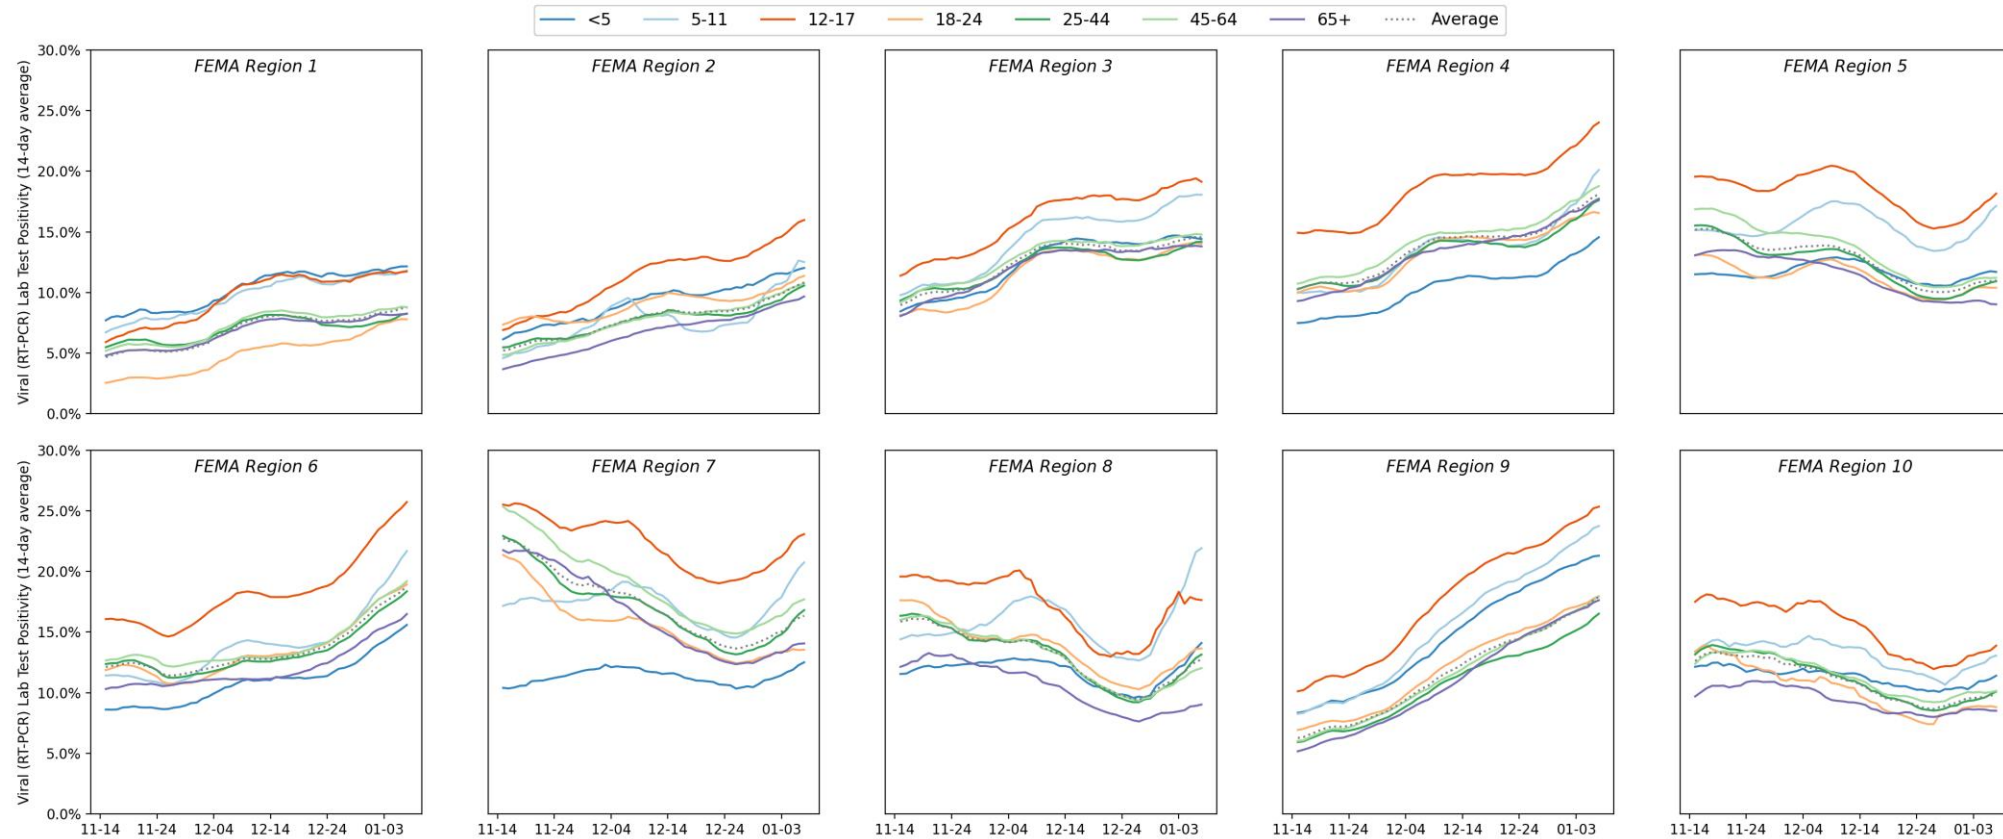 <5 5-11 12-17 18-24 25-44 45-64 65+ Average
Viral (RT-PCR) Lab Test Positivity (14-day average)
30.0%
25.0%
20.0%
15.0%
10.0%
5.0%
0.0%
FEMA Region 1
FEMA Region 2
FEMA Region 3
FEMA Region 4
FEMA Region 5
Viral (RT-PCR) Lab Test Positivity (14-day average)
30.0%
25.0%
20.0%
15.0%
10.0%
5.0%
0.0%
FEMA Region 6
11-14 11-24 12-04 12-14 12-24 01-03
FEMA Region 7
11-14 11-24 12-04 12-14 12-24 01-03
FEMA Region 8
11-14 11-24 12-04 12-14 12-24 01-03
FEMA Region 9
11-14 11-24 12-04 12-14 12-24 01-03
FEMA Region 10
11-14 11-24 12-04 12-14 12-24 01-03